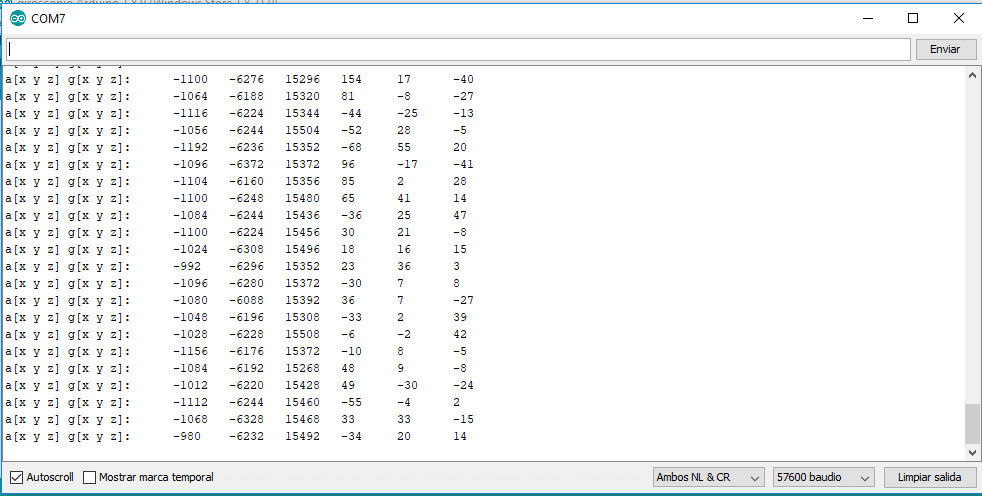 COM7
Enviar
a[x y z] g[x y z]: -1100 -6276 15296 154 17 -40
a[x y z] g[x y z]: -1064 -6188 15320 81 -8 -27
a[x y z] g[x y z]: -1116 -6224 15344 -44 -25 -13
a[x y z] g[x y z]: -1056 -6244 15504 -52 28 -5
a[x y z] g[x y z]: -1192 -6236 15352 -68 55 20
a[x y z] g[x y z]: -1096 -6372 15372 96 -17 -41
a[x y z] g[x y z]: -1104 -6160 15356 85 2 28
a[x y z] g[x y z]: -1100 -6248 15480 65 41 14
a[x y z] g[x y z]: -1084 -6244 15436 -36 25 47
a[x y z] g[x y z]: -1100 -6224 15456 30 21 -8
a[x y z] g[x y z]: -1024 -6308 15496 18 16 15
a[x y z] g[x y z]: -992 -6296 15352 23 36 3
a[x y z] g[x y z]: -1096 -6280 15372 -30 7 8
a[x y z] g[x y z]: -1080 -6088 15392 36 7 -27
a[x y z] g[x y z]: -1048 -6196 15308 -33 2 39
a[x y z] g[x y z]: -1028 -6228 15508 -6 -2 42
a[x y z] g[x y z]: -1156 -6176 15372 -10 8 -5
a[x y z] g[x y z]: -1084 -6192 15268 48 9 -8
a[x y z] g[x y z]: -1012 -6220 15428 49 -30 -24
a[x y z] g[x y z]: -1112 -6244 15460 -55 -4 2
a[x y z] g[x y z]: -1068 -6328 15468 33 33 -15
a[x y z] g[x y z]: -980 -6232 15492 -34 20 14
Autoscroll Mostrar marca temporal Ambos NL & CR 57600 baudio Limpiar salida